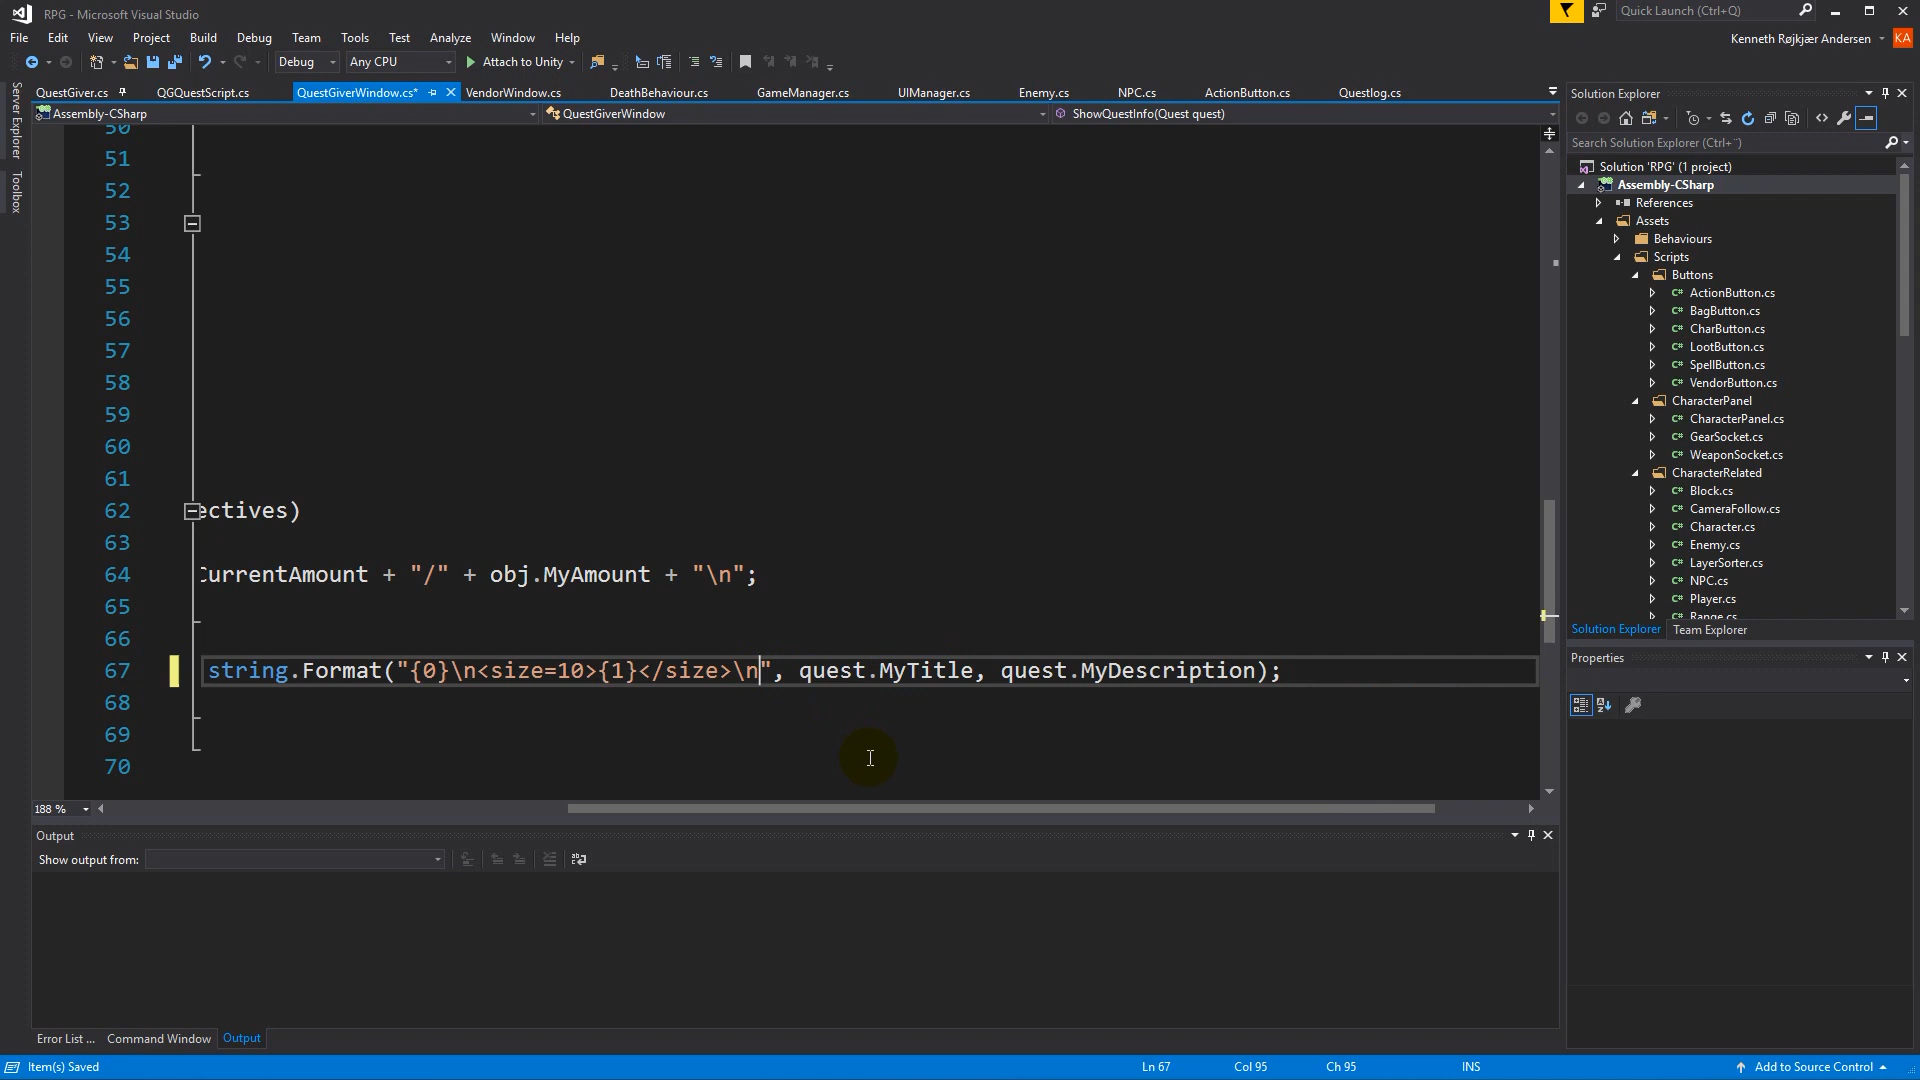 RPG - Microsoft Visual Studio
Quick Launch (Ctrl+Q)
File Edit View Project Build Debug Team Tools Test Analyze Window Help
Kenneth Røjkjær Andersen KA
Debug Any CPU Attach to Unity
QuestGiver.cs QGQuestScript.cs QuestGiverWindow.cs* VendorWindow.cs DeathBehaviour.cs GameManager.cs UIManager.cs Enemy.cs NPC.cs ActionButton.cs Questlog.cs
Assembly-CSharp QuestGiverWindow ShowQuestInfo(Quest quest)
Server Explorer
Toolbox
50
51
52
53
54
55
56
57
58
59
60
61
62 ectives)
63
64 CurrentAmount + "/" + obj.MyAmount + "\n";
65
66
67 string.Format("{0}\n<size=10>{1}</size>\n", quest.MyTitle, quest.MyDescription);
68
69
70
188 %
Output
Show output from:
Error List ... Command Window Output
Item(s) Saved
Ln 67 Col 95 Ch 95 INS
Add to Source Control
Solution Explorer
Search Solution Explorer (Ctrl+¨)
Solution 'RPG' (1 project)
Assembly-CSharp
References
Assets
Behaviours
Scripts
Buttons
C# ActionButton.cs
C# BagButton.cs
C# CharButton.cs
C# LootButton.cs
C# SpellButton.cs
C# VendorButton.cs
CharacterPanel
C# CharacterPanel.cs
C# GearSocket.cs
C# WeaponSocket.cs
CharacterRelated
C# Block.cs
C# CameraFollow.cs
C# Character.cs
C# Enemy.cs
C# LayerSorter.cs
C# NPC.cs
C# Player.cs
C# Range.cs
Solution Explorer Team Explorer
Properties